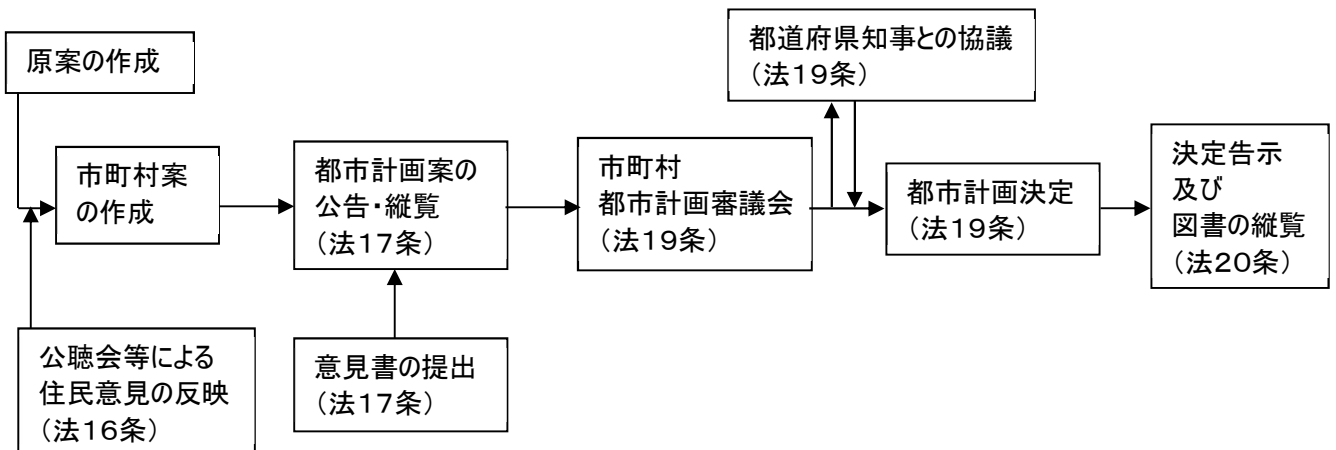 原案の作成
市町村案
の作成
公聴会等による
住民意見の反映
（法16条）
都市計画案の
公告・縦覧
（法17条）
意見書の提出
（法17条）
市町村
都市計画審議会
（法19条）
都道府県知事との協議
（法19条）
都市計画決定
（法19条）
決定告示
及び
図書の縦覧
（法20条）